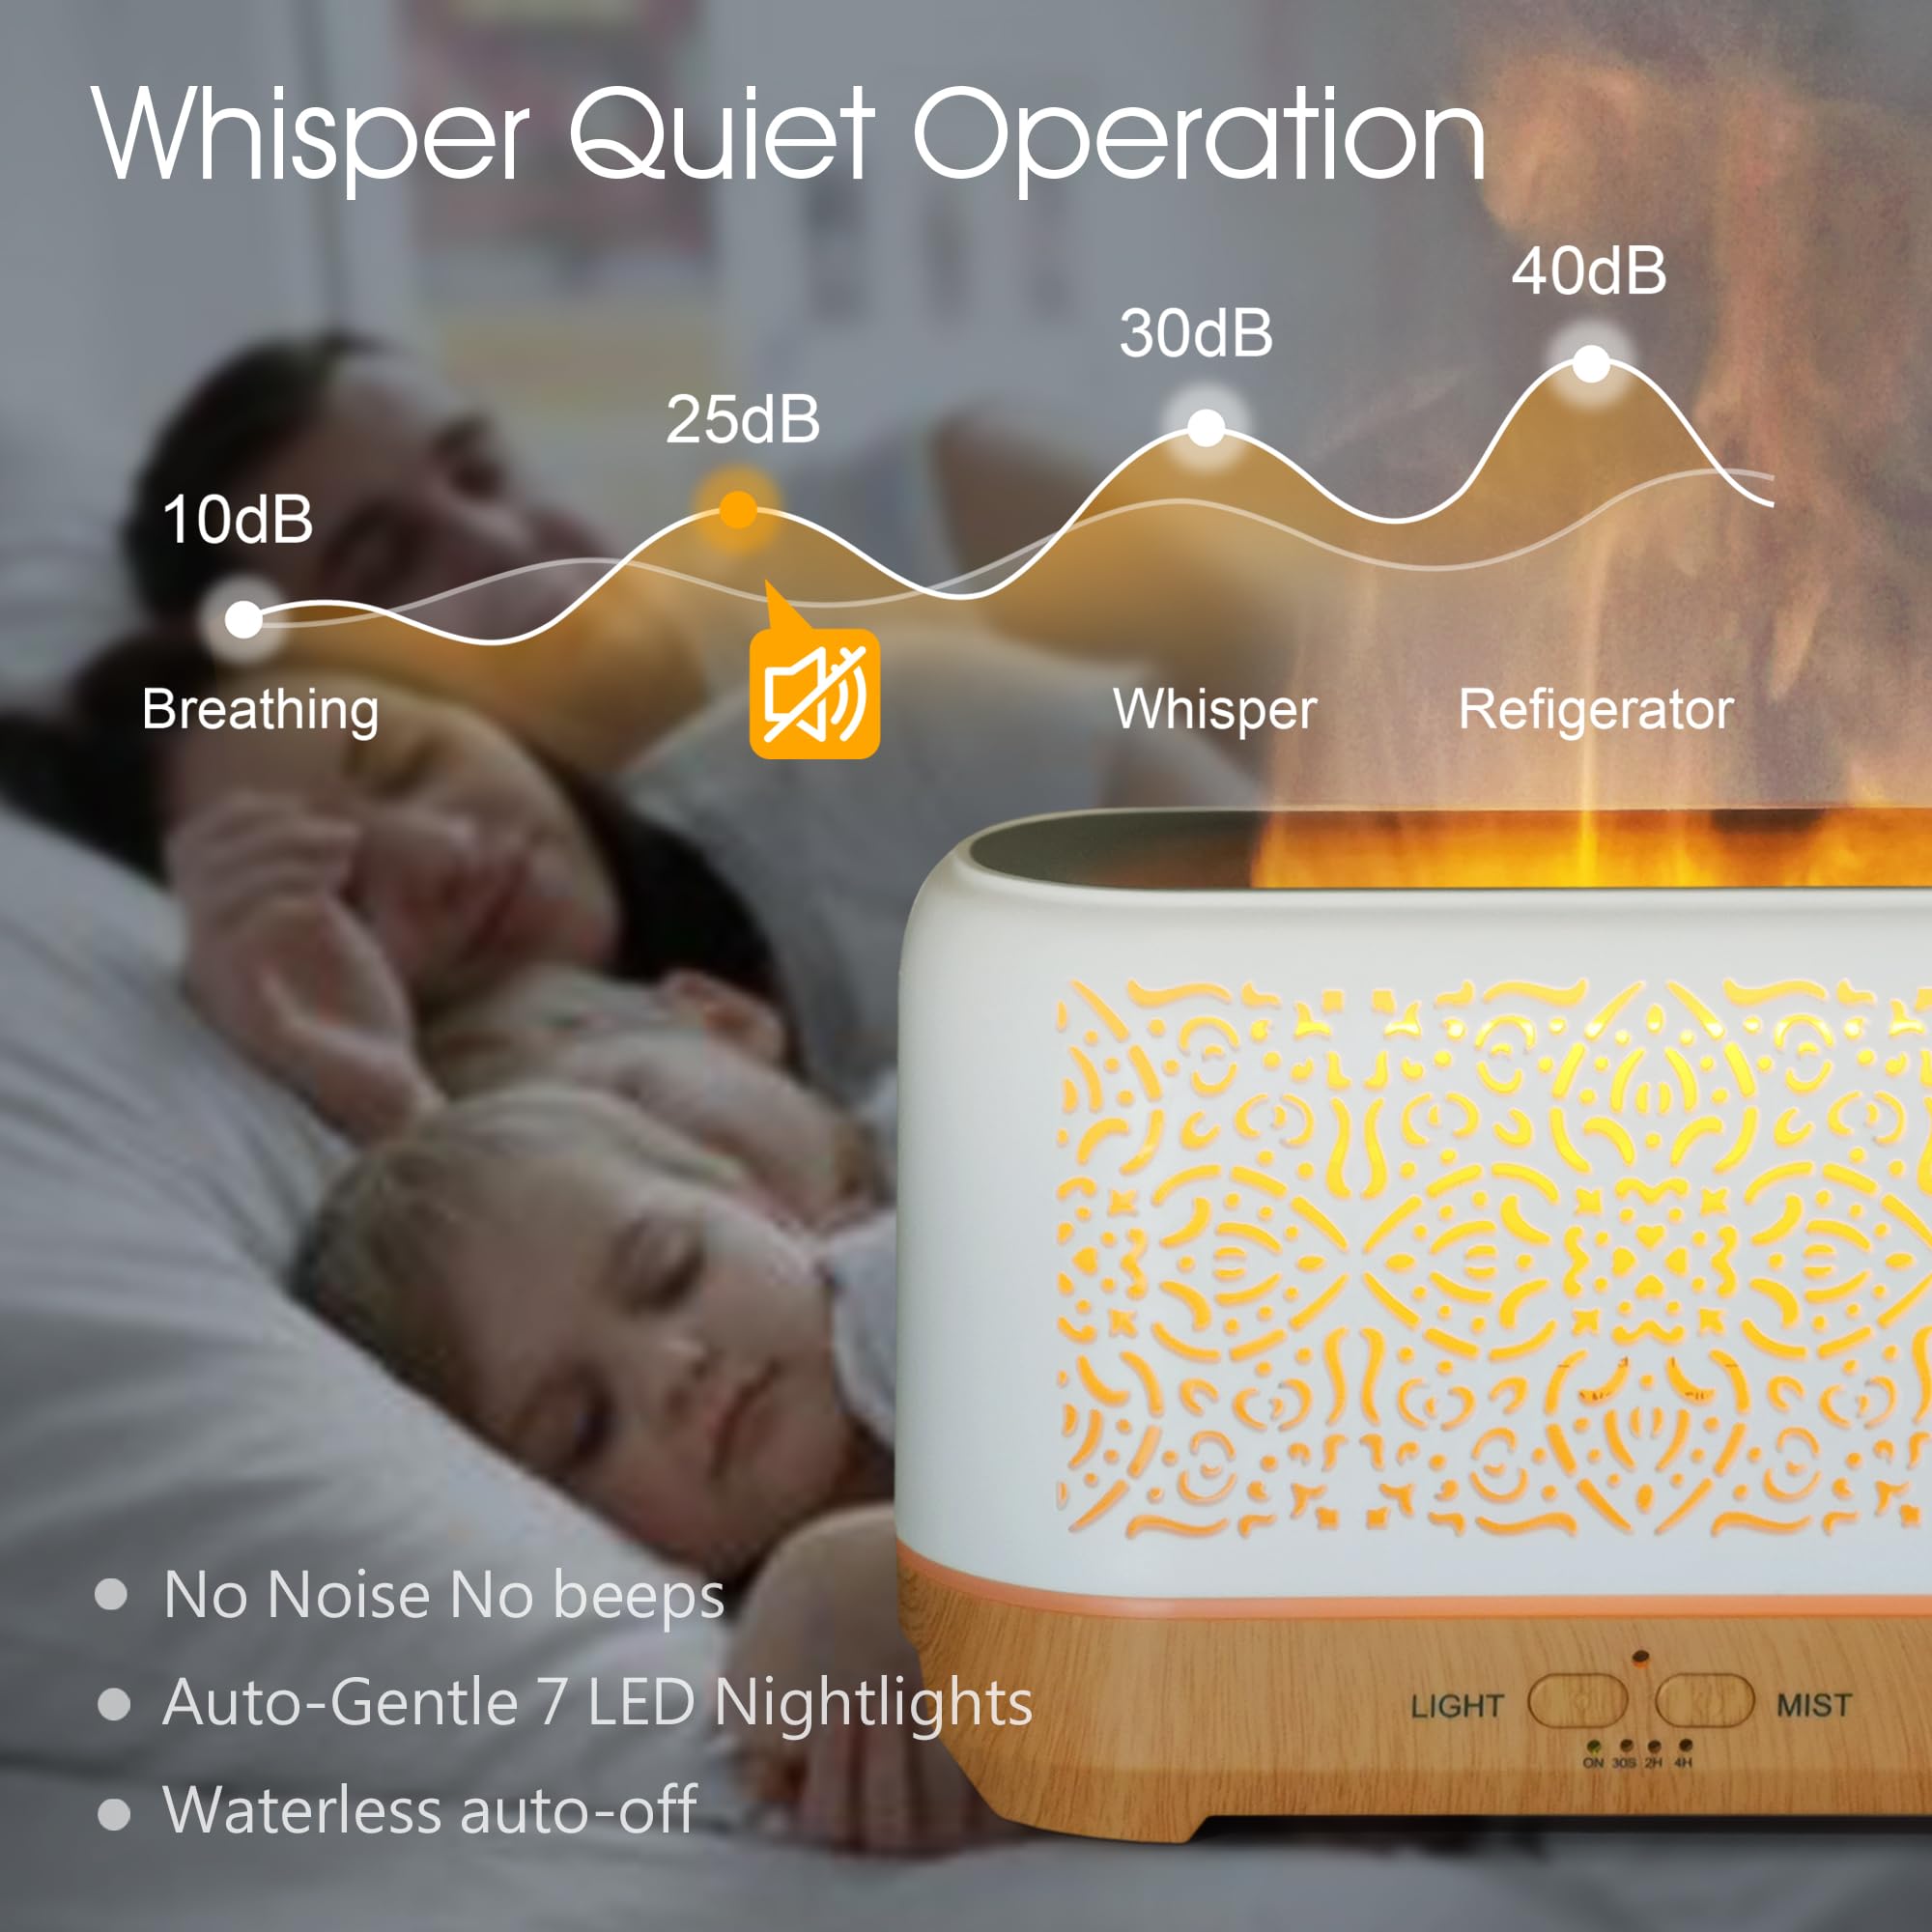 Whisper Quiet Operation
40dB
30dB
25dB
10dB
Breathing
Whisper
Refigerator
No Noise No beeps
Auto-Gentle 7 LED Nightlights
Waterless auto-off
LIGHT MIST
ON 30S 2H 4H